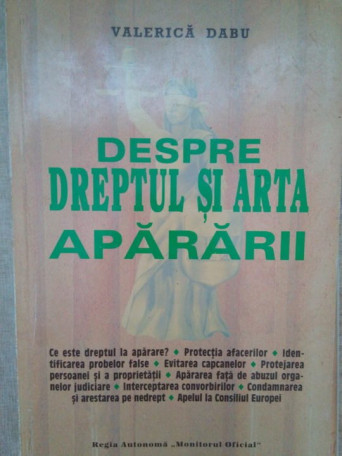 VALERICĂ DABU
DESPRE
DREPTUL ȘI ARTA
APĂRĂRII
Ce este dreptul la apărare? ♦ Protecția afacerilor ♦ Iden-
tificarea probelor false ♦ Evitarea capcanelor ♦ Protejarea
persoanei și a proprietății ♦ Apărarea față de abuzul orga-
nelor judiciare ♦ Interceptarea convorbirilor ♦ Condamnarea
și arestarea pe nedrept ♦ Apelul la Consiliul Europei
Regia Autonomă „Monitorul Oficial"